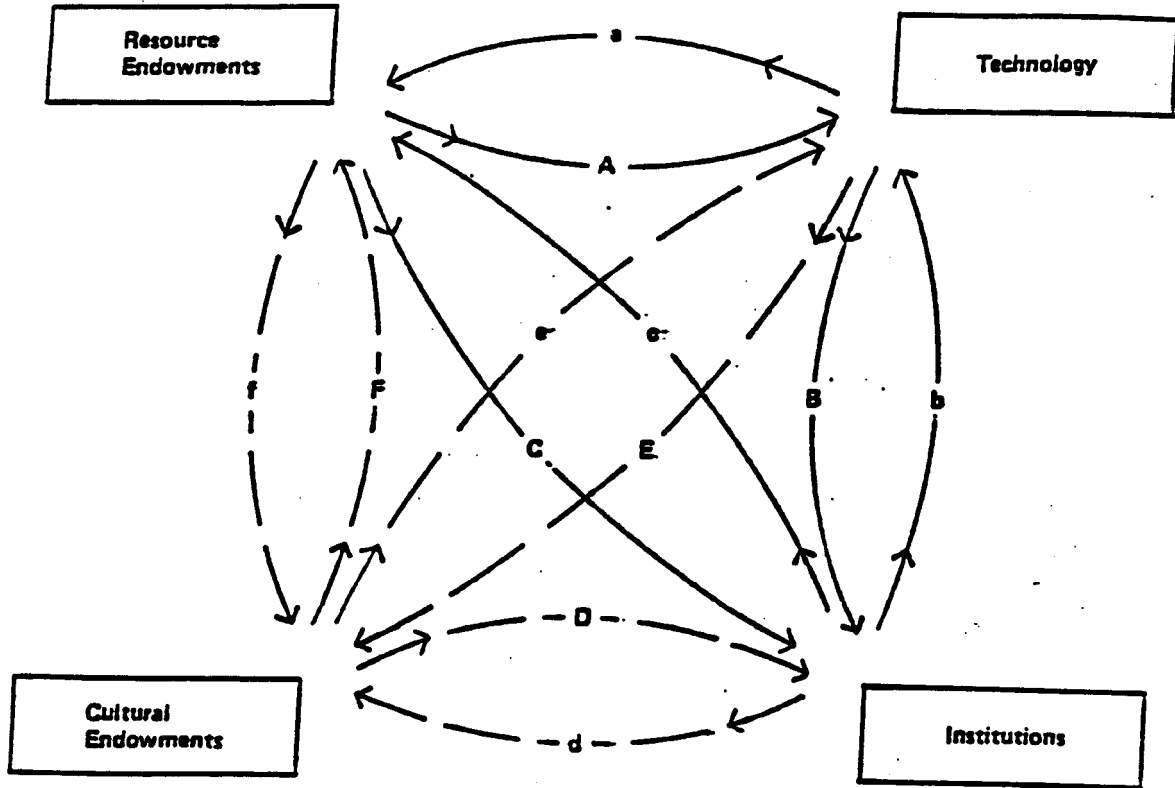 Resource
Endowments
a
Technology
A
e
c
f
F
B
b
C
E
D
Cultural
Endowments
d
Institutions